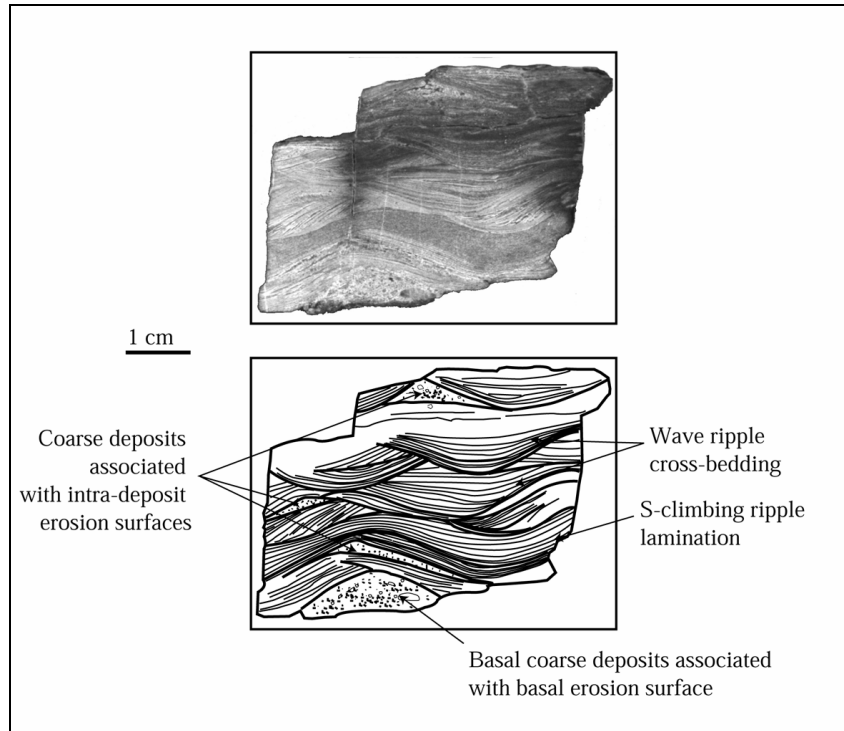 1 cm
Coarse deposits
associated
with intra-deposit
erosion surfaces
Wave ripple
cross-bedding
S-climbing ripple
lamination
Basal coarse deposits associated
with basal erosion surface